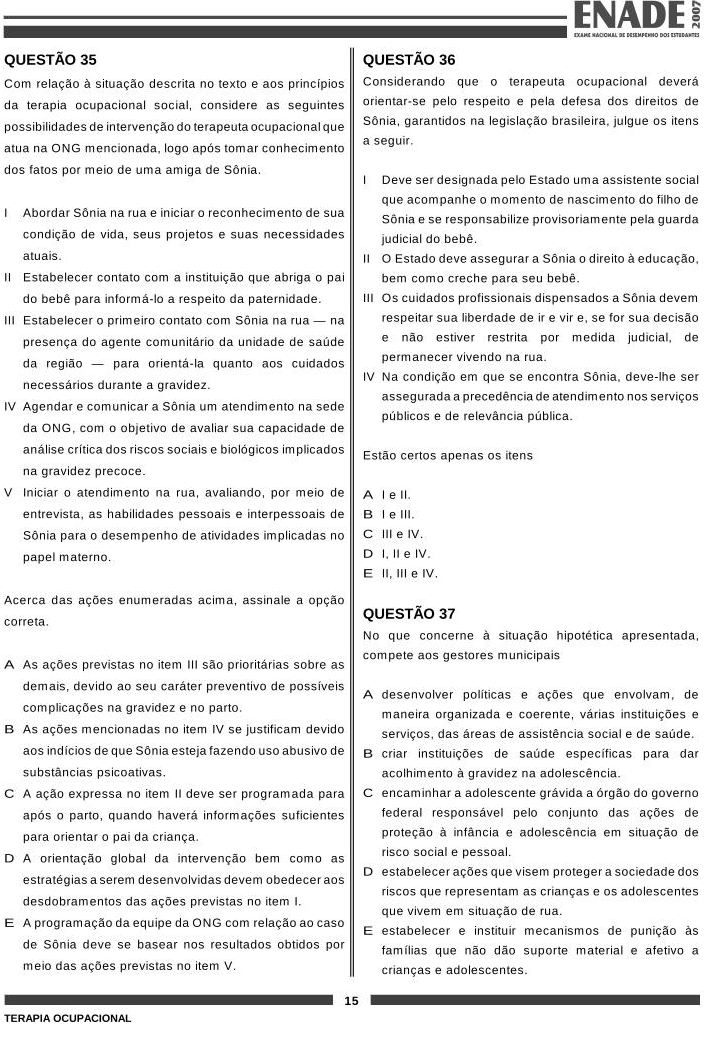 ENADE
2007
EXAME NACIONAL DE DESEMPENHO DOS ESTUDANTES
QUESTÃO 35
Com relação à situação descrita no texto e aos princípios
da terapia ocupacional social, considere as seguintes
possibilidades de intervenção do terapeuta ocupacional que
atua na ONG mencionada, logo após tomar conhecimento
dos fatos por meio de uma amiga de Sônia.
I Abordar Sônia na rua e iniciar o reconhecimento de sua
condição de vida, seus projetos e suas necessidades
atuais.
II Estabelecer contato com a instituição que abriga o pai
do bebê para informá-lo a respeito da paternidade.
III Estabelecer o primeiro contato com Sônia na rua — na
presença do agente comunitário da unidade de saúde
da região — para orientá-la quanto aos cuidados
necessários durante a gravidez.
IV Agendar e comunicar a Sônia um atendimento na sede
da ONG, com o objetivo de avaliar sua capacidade de
análise crítica dos riscos sociais e biológicos implicados
na gravidez precoce.
V Iniciar o atendimento na rua, avaliando, por meio de
entrevista, as habilidades pessoais e interpessoais de
Sônia para o desempenho de atividades implicadas no
papel materno.
Acerca das ações enumeradas acima, assinale a opção
correta.
A As ações previstas no item III são prioritárias sobre as
demais, devido ao seu caráter preventivo de possíveis
complicações na gravidez e no parto.
B As ações mencionadas no item IV se justificam devido
aos indícios de que Sônia esteja fazendo uso abusivo de
substâncias psicoativas.
C A ação expressa no item II deve ser programada para
após o parto, quando haverá informações suficientes
para orientar o pai da criança.
D A orientação global da intervenção bem como as
estratégias a serem desenvolvidas devem obedecer aos
desdobramentos das ações previstas no item I.
E A programação da equipe da ONG com relação ao caso
de Sônia deve se basear nos resultados obtidos por
meio das ações previstas no item V.
QUESTÃO 36
Considerando que o terapeuta ocupacional deverá
orientar-se pelo respeito e pela defesa dos direitos de
Sônia, garantidos na legislação brasileira, julgue os itens
a seguir.
I Deve ser designada pelo Estado uma assistente social
que acompanhe o momento de nascimento do filho de
Sônia e se responsabilize provisoriamente pela guarda
judicial do bebê.
II O Estado deve assegurar a Sônia o direito à educação,
bem como creche para seu bebê.
III Os cuidados profissionais dispensados a Sônia devem
respeitar sua liberdade de ir e vir e, se for sua decisão
e não estiver restrita por medida judicial, de
permanecer vivendo na rua.
IV Na condição em que se encontra Sônia, deve-lhe ser
assegurada a precedência de atendimento nos serviços
públicos e de relevância pública.
Estão certos apenas os itens
A I e II.
B I e III.
C III e IV.
D I, II e IV.
E II, III e IV.
QUESTÃO 37
No que concerne à situação hipotética apresentada,
compete aos gestores municipais
A desenvolver políticas e ações que envolvam, de
maneira organizada e coerente, várias instituições e
serviços, das áreas de assistência social e de saúde.
B criar instituições de saúde específicas para dar
acolhimento à gravidez na adolescência.
C encaminhar a adolescente grávida a órgão do governo
federal responsável pelo conjunto das ações de
proteção à infância e adolescência em situação de
risco social e pessoal.
D estabelecer ações que visem proteger a sociedade dos
riscos que representam as crianças e os adolescentes
que vivem em situação de rua.
E estabelecer e instituir mecanismos de punição às
famílias que não dão suporte material e afetivo a
crianças e adolescentes.
15
TERAPIA OCUPACIONAL